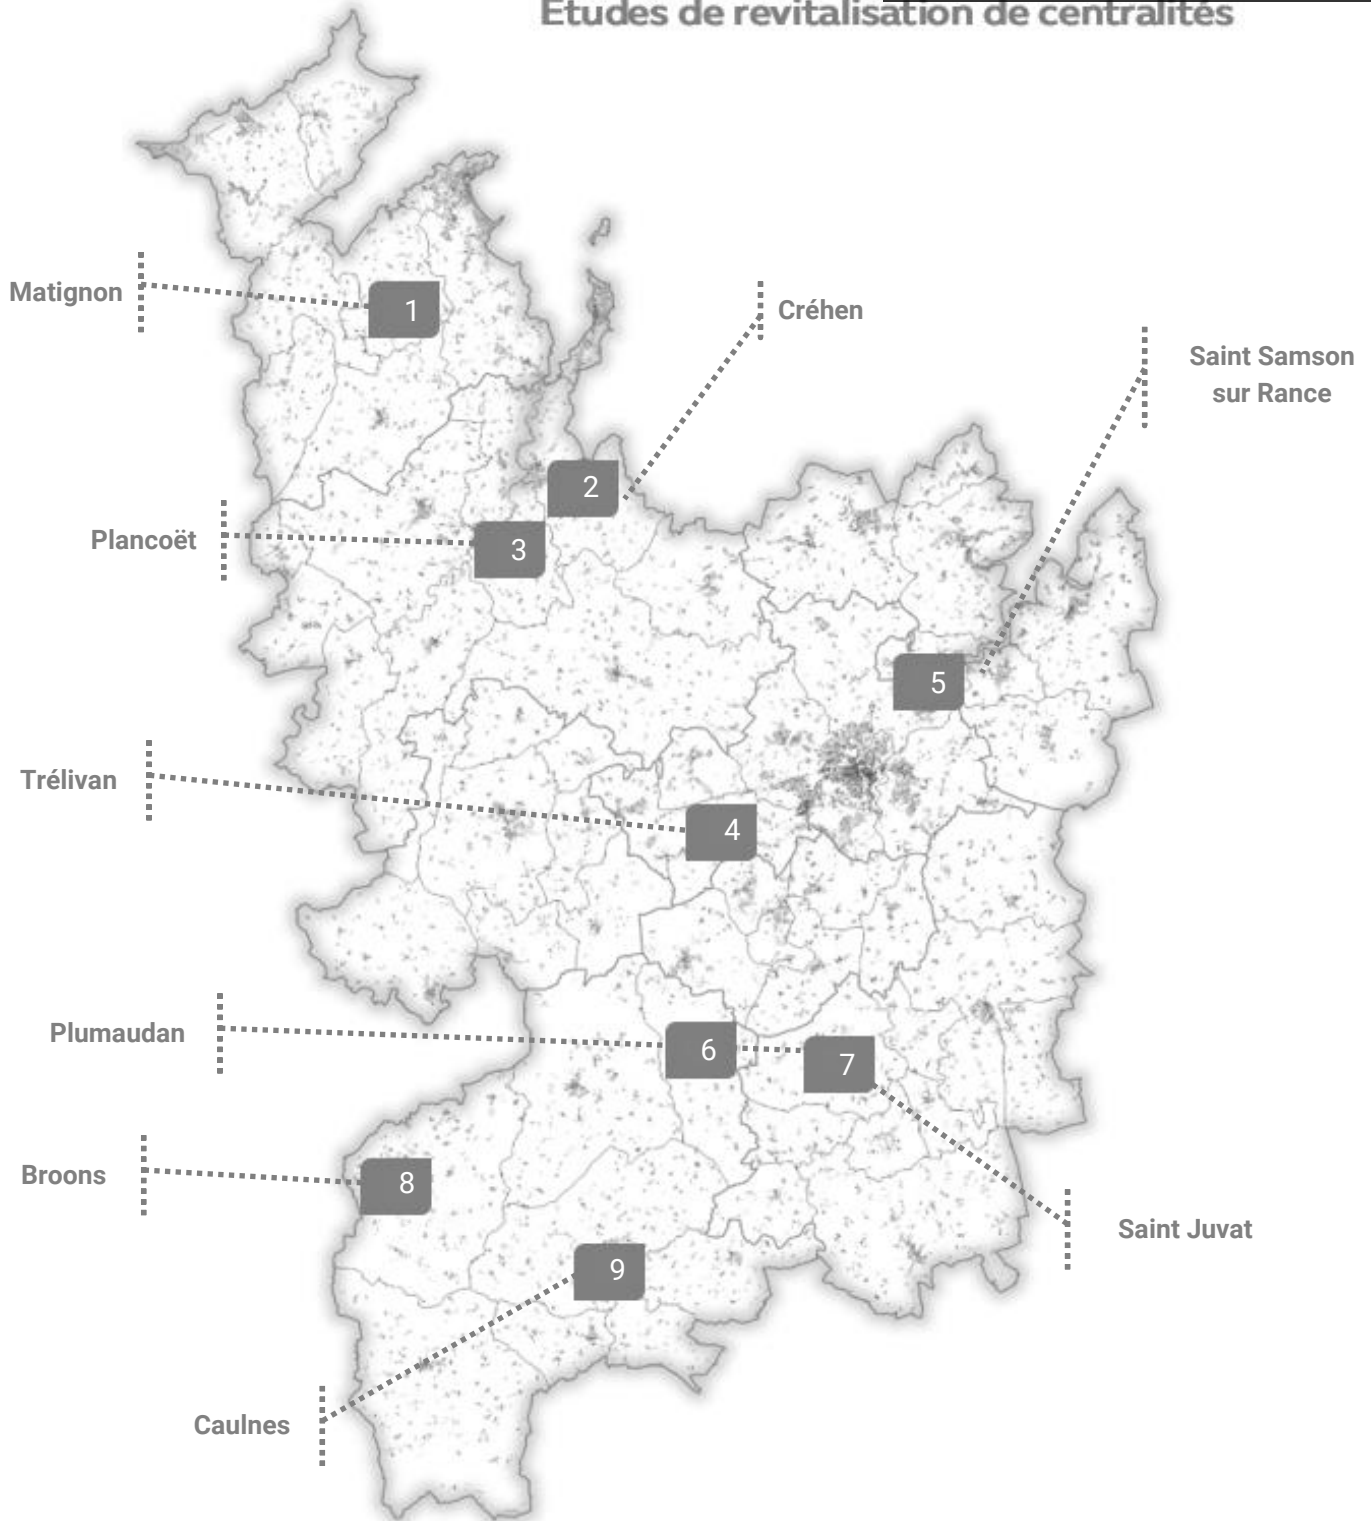 Etudes de revitalisation de centralités
Matignon
1
Créhen
Saint Samson
sur Rance
2
Plancoët
3
5
Trélivan
4
Plumaudan
6
7
Broons
8
Saint Juvat
9
Caulnes